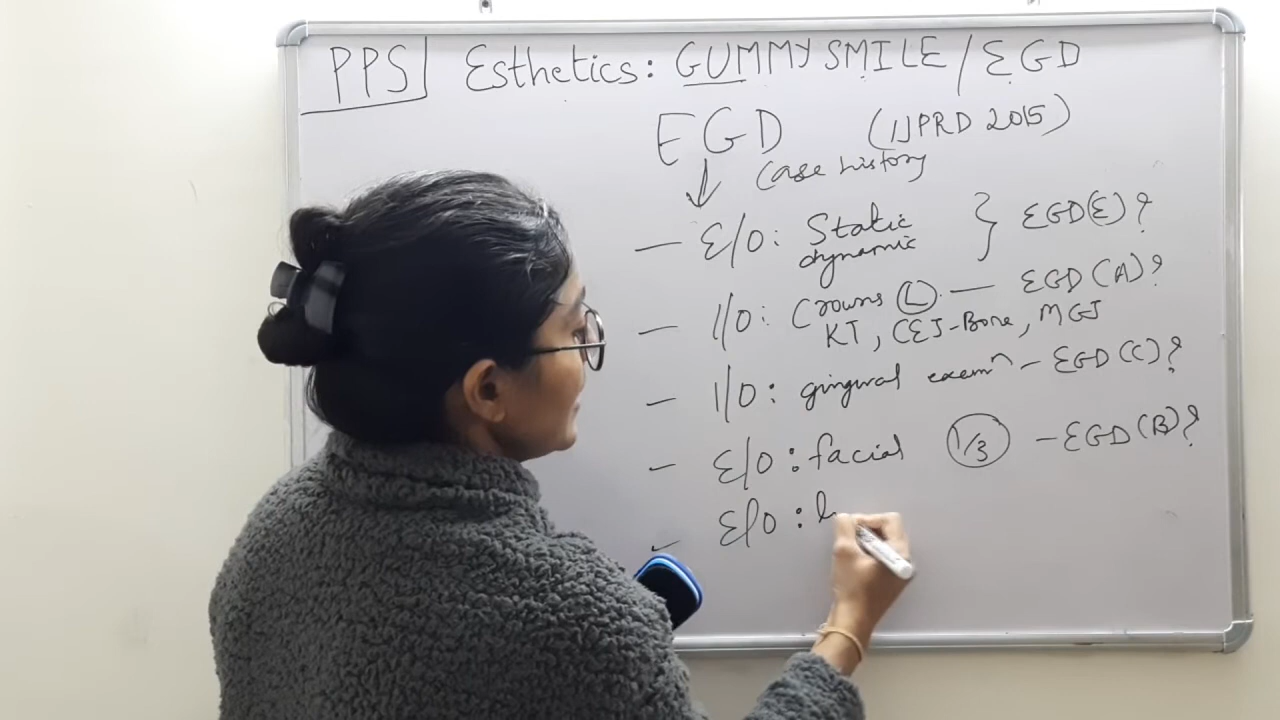 PPS Esthetics: GUMMY SMILE / EGD
EGD (IJPRD 2015)
Case history
— E/O: Static
dynamic } EGD(E)?
— I/O: Crowns (L) — EGD(A)?
KT, CEJ-Bone, MGJ
— I/O: gingival examⁿ — EGD(C)?
— E/O: facial 1/3 — EGD(B)?
— E/O: l